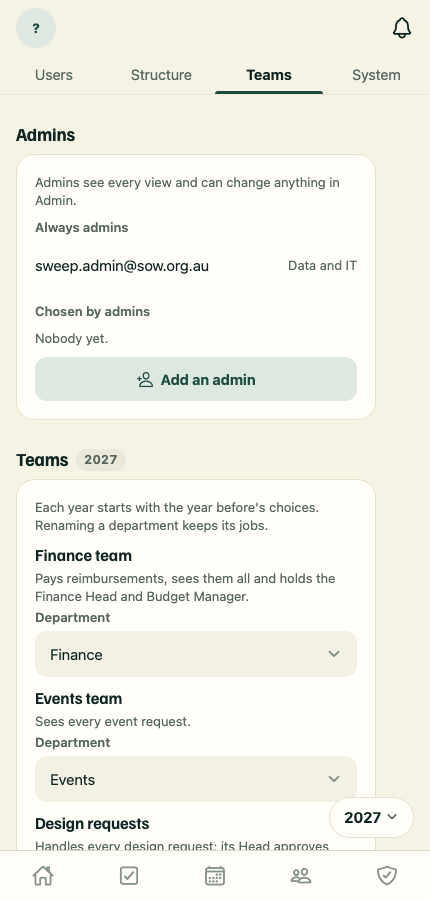 ?
Users
Structure
Teams
System
Admins
Admins see every view and can change anything in
Admin.
Always admins
sweep.admin@sow.org.au
Data and IT
Chosen by admins
Nobody yet.
Add an admin
Teams
2027
Each year starts with the year before's choices.
Renaming a department keeps its jobs.
Finance team
Pays reimbursements, sees them all and holds the
Finance Head and Budget Manager.
Department
Finance
Events team
Sees every event request.
Department
Events
2027
Design requests
Handles every design request; its Head approves